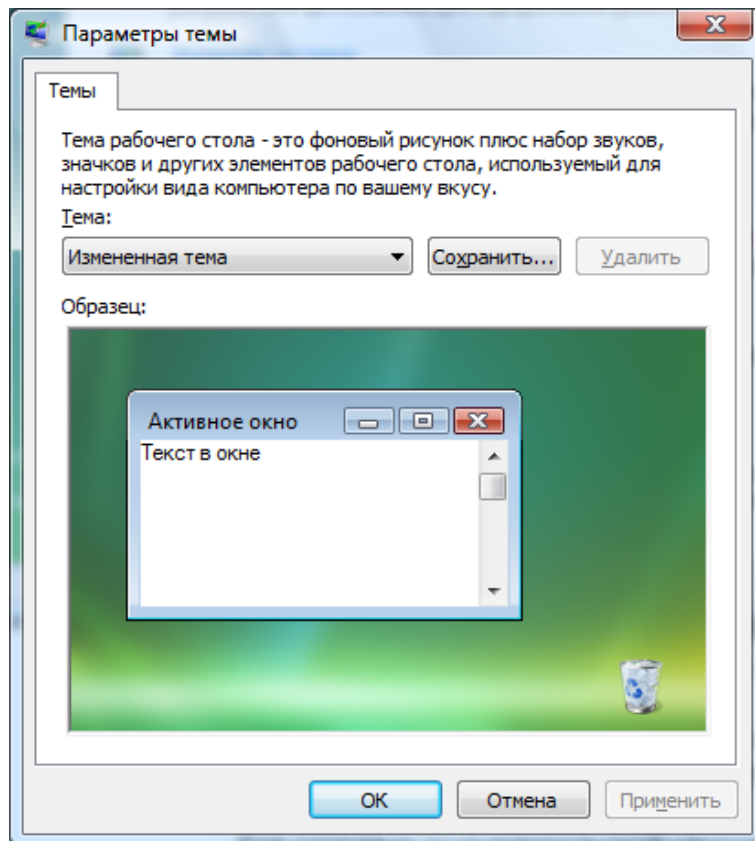 Параметры темы
Темы
Тема рабочего стола - это фоновый рисунок плюс набор звуков,
значков и других элементов рабочего стола, используемый для
настройки вида компьютера по вашему вкусу.
Тема:
Измененная тема
Сохранить...
Удалить
Образец:
Активное окно
Текст в окне
ОК
Отмена
Применить